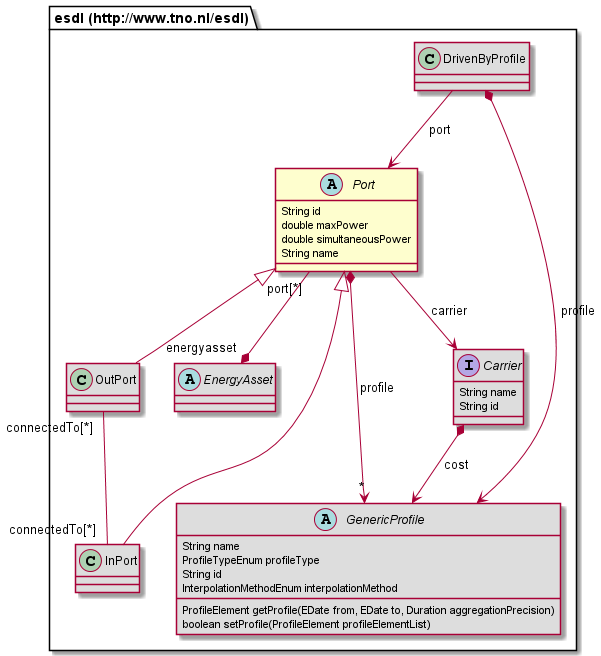 esdl (http://www.tno.nl/esdl)
C DrivenByProfile
port
A Port
String id
double maxPower
double simultaneousPower
String name
port[*]
carrier
profile
energyasset
C OutPort
A EnergyAsset
I Carrier
String name
String id
profile
connectedTo[*]
cost
*
connectedTo[*]
A GenericProfile
String name
ProfileTypeEnum profileType
String id
InterpolationMethodEnum interpolationMethod
ProfileElement getProfile(EDate from, EDate to, Duration aggregationPrecision)
boolean setProfile(ProfileElement profileElementList)
C InPort